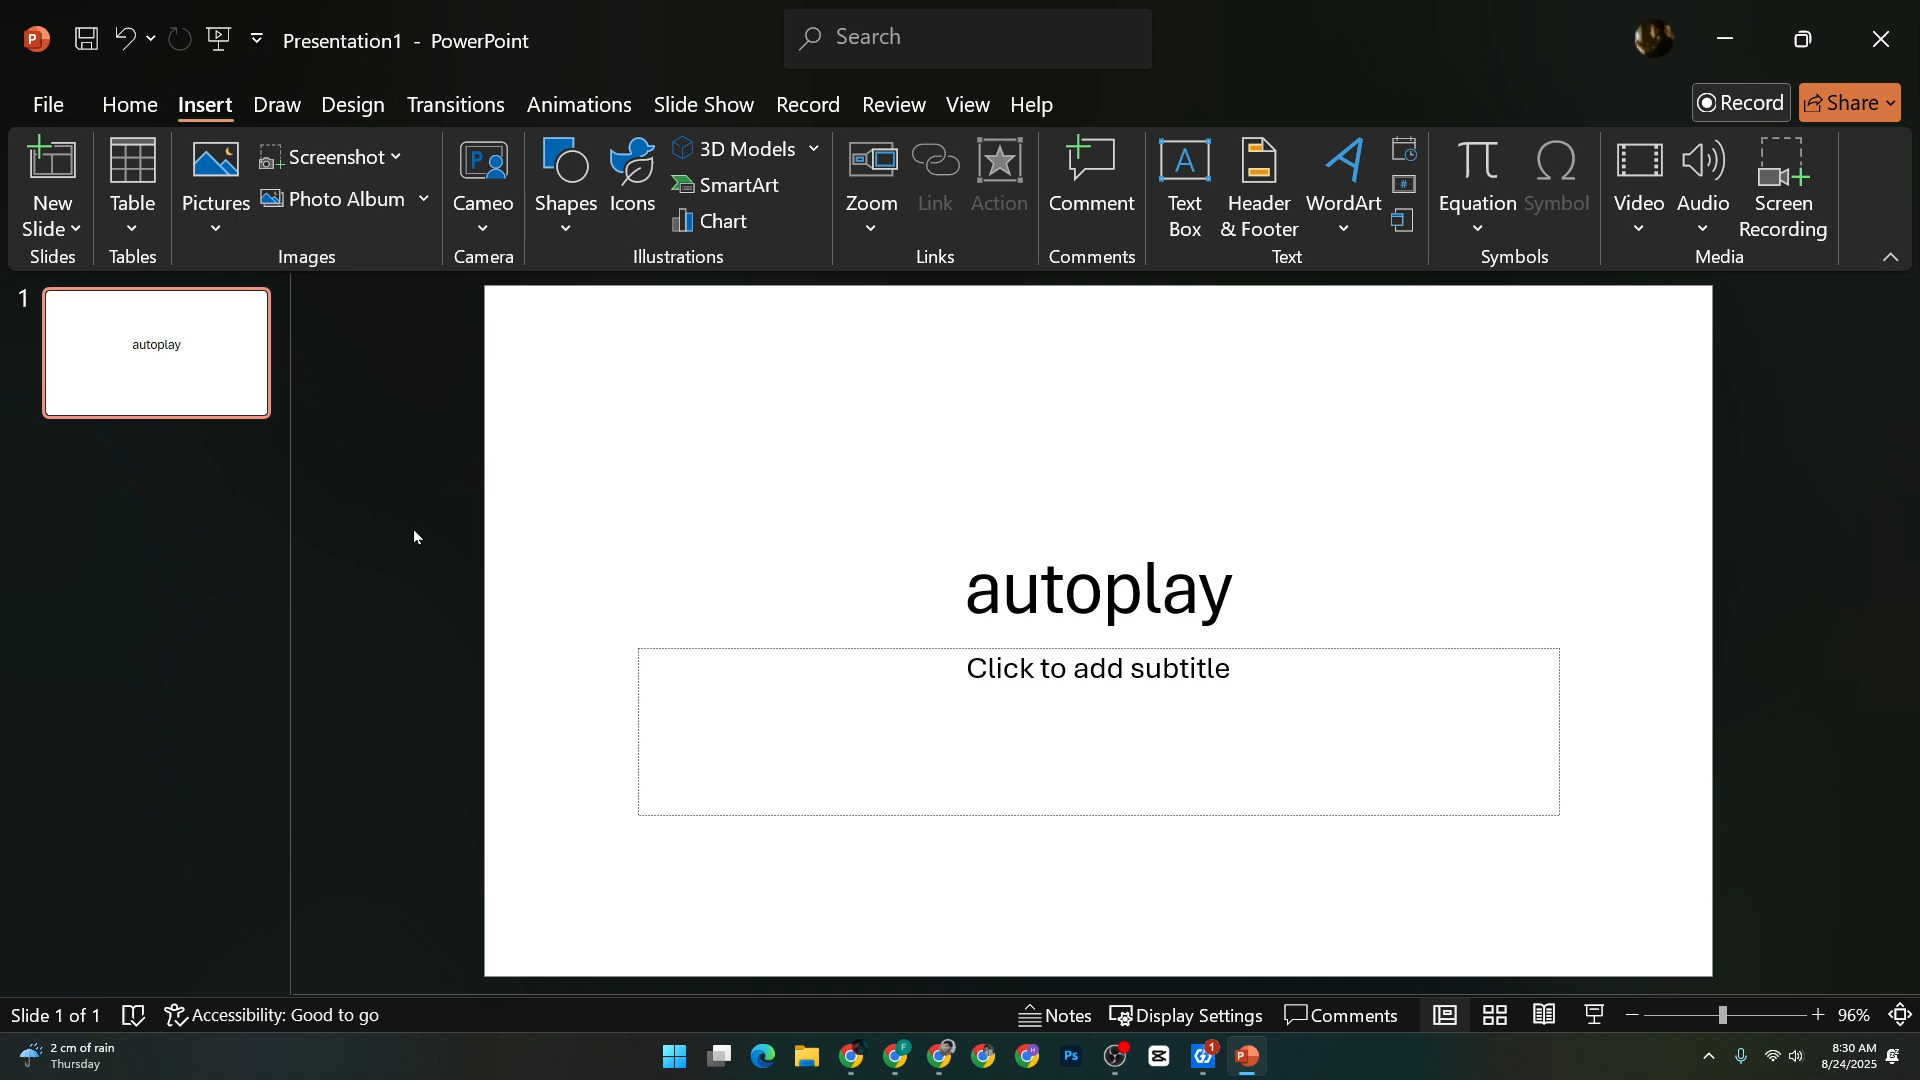 Presentation1 - PowerPoint
Search
File Home Insert Draw Design Transitions Animations Slide Show Record Review View Help
Record
Share
New Slide
Slides
Table
Tables
Pictures
Screenshot
Photo Album
Images
Cameo
Camera
Shapes
Icons
3D Models
SmartArt
Chart
Illustrations
Zoom
Link
Action
Links
Comment
Comments
Text Box
Header & Footer
WordArt
Text
Equation
Symbol
Symbols
Video
Audio
Screen Recording
Media
1
autoplay
autoplay
Click to add subtitle
Slide 1 of 1
Accessibility: Good to go
Notes
Display Settings
Comments
96%
2 cm of rain
Thursday
8:30 AM
8/24/2025